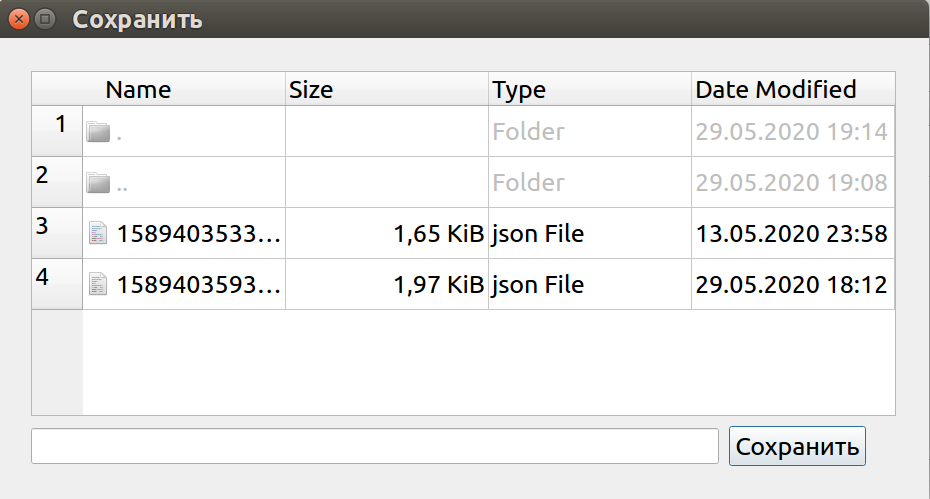 Сохранить
Name Size Type Date Modified
1 . Folder 29.05.2020 19:14
2 .. Folder 29.05.2020 19:08
3 1589403533... 1,65 KiB json File 13.05.2020 23:58
4 1589403593... 1,97 KiB json File 29.05.2020 18:12
Сохранить